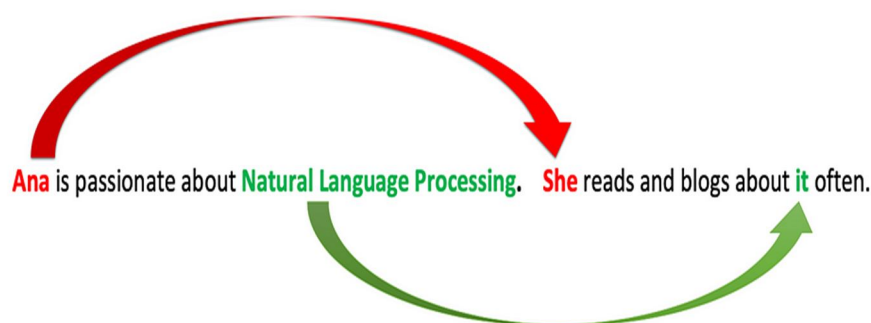 Ana is passionate about Natural Language Processing. She reads and blogs about it often.